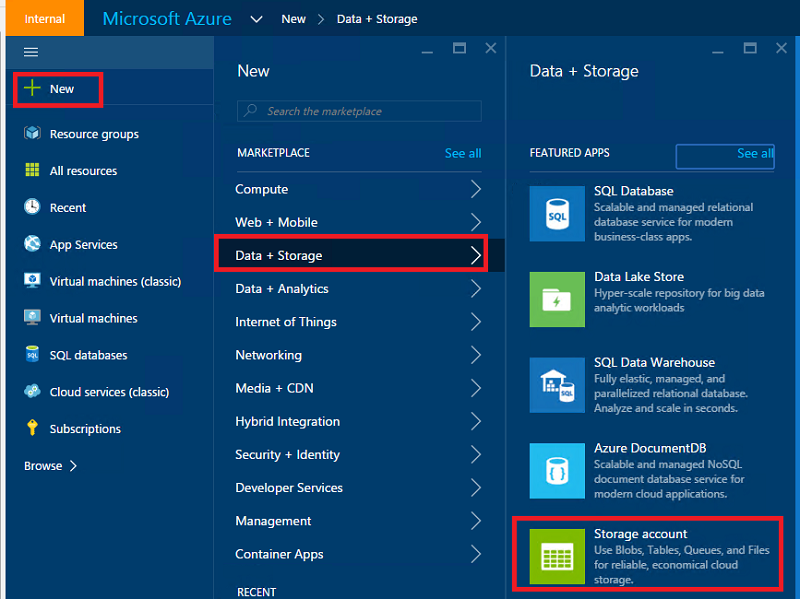 Internal
Microsoft Azure
New
Data + Storage
New
Resource groups
All resources
Recent
App Services
Virtual machines (classic)
Virtual machines
SQL databases
Cloud services (classic)
Subscriptions
Browse
New
Search the marketplace
MARKETPLACE
See all
Compute
Web + Mobile
Data + Storage
Data + Analytics
Internet of Things
Networking
Media + CDN
Hybrid Integration
Security + Identity
Developer Services
Management
Container Apps
RECENT
Data + Storage
FEATURED APPS
See all
SQL
SQL Database
Scalable and managed relational
database service for modern
business-class apps.
Data Lake Store
Hyper-scale repository for big data
analytic workloads
SQL
SQL Data Warehouse
Fully elastic, managed, and
parallelized relational database.
Analyze and scale in seconds.
Azure DocumentDB
Scalable and managed NoSQL
document database service for
modern cloud applications.
Storage account
Use Blobs, Tables, Queues, and Files
for reliable, economical cloud
storage.